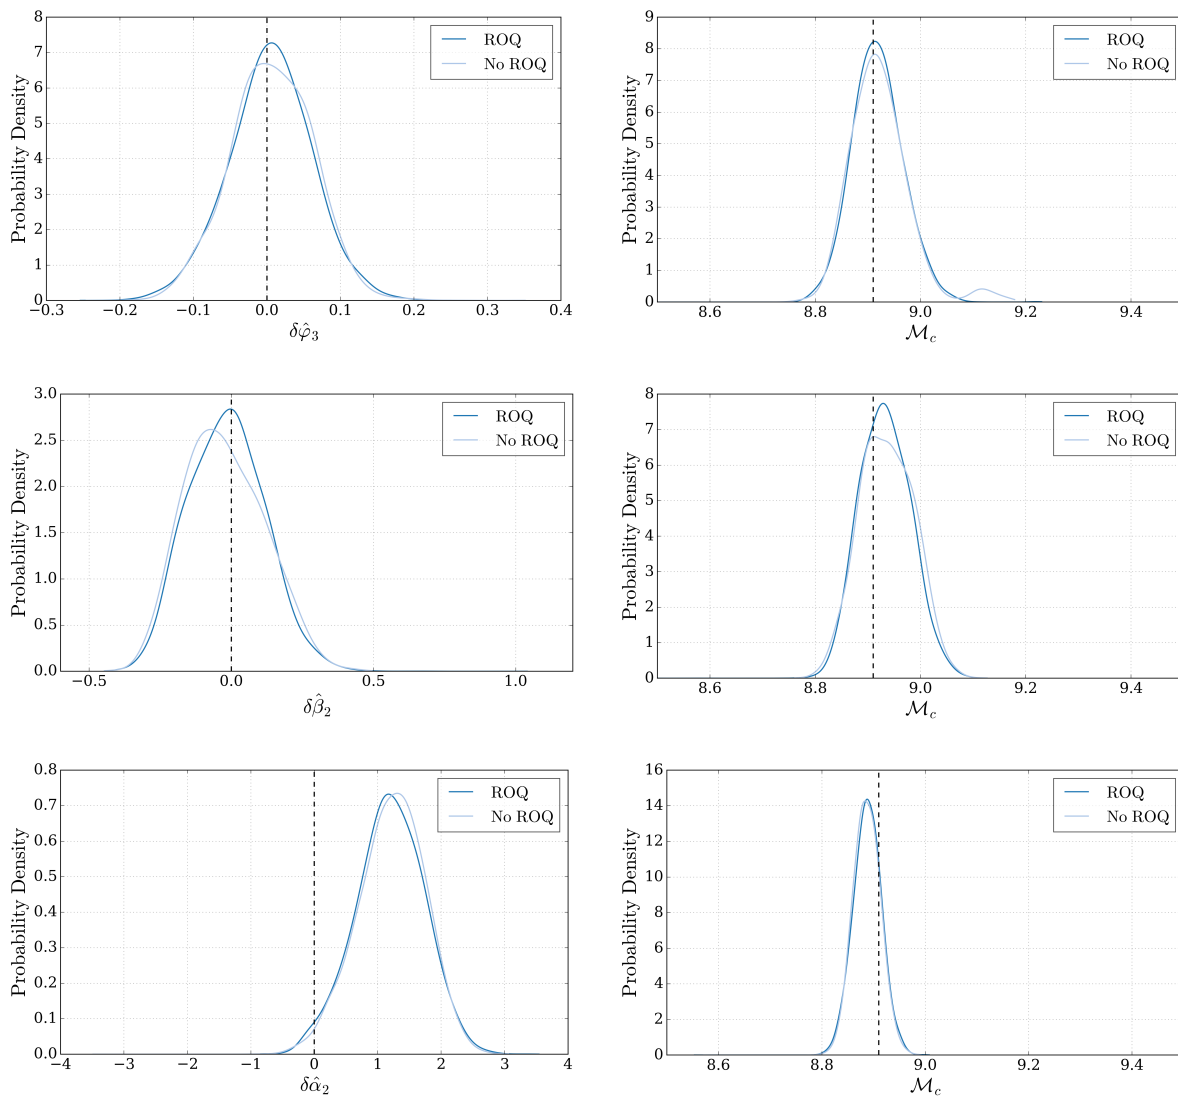 8
7
6
5
4
3
2
1
0
Probability Density
ROQ
No ROQ
−0.3 −0.2 −0.1 0.0 0.1 0.2 0.3 0.4
δφ̂₃
9
8
7
6
5
4
3
2
1
0
Probability Density
ROQ
No ROQ
8.6 8.8 9.0 9.2 9.4
ℳ𝑐
3.0
2.5
2.0
1.5
1.0
0.5
0.0
Probability Density
ROQ
No ROQ
−0.5 0.0 0.5 1.0
δβ̂₂
8
7
6
5
4
3
2
1
0
Probability Density
ROQ
No ROQ
8.6 8.8 9.0 9.2 9.4
ℳ𝑐
0.8
0.7
0.6
0.5
0.4
0.3
0.2
0.1
0.0
Probability Density
ROQ
No ROQ
−4 −3 −2 −1 0 1 2 3 4
δα̂₂
16
14
12
10
8
6
4
2
0
Probability Density
ROQ
No ROQ
8.6 8.8 9.0 9.2 9.4
ℳ𝑐